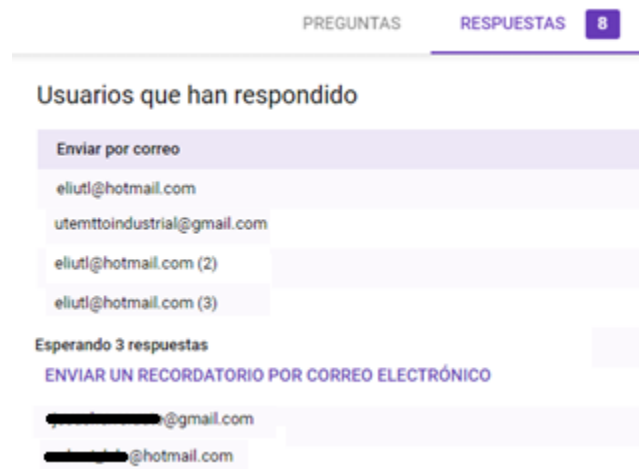 PREGUNTAS RESPUESTAS 8
Usuarios que han respondido
Enviar por correo
eliutl@hotmail.com
utemttoindustrial@gmail.com
eliutl@hotmail.com (2)
eliutl@hotmail.com (3)
Esperando 3 respuestas
ENVIAR UN RECORDATORIO POR CORREO ELECTRÓNICO
@gmail.com
@hotmail.com